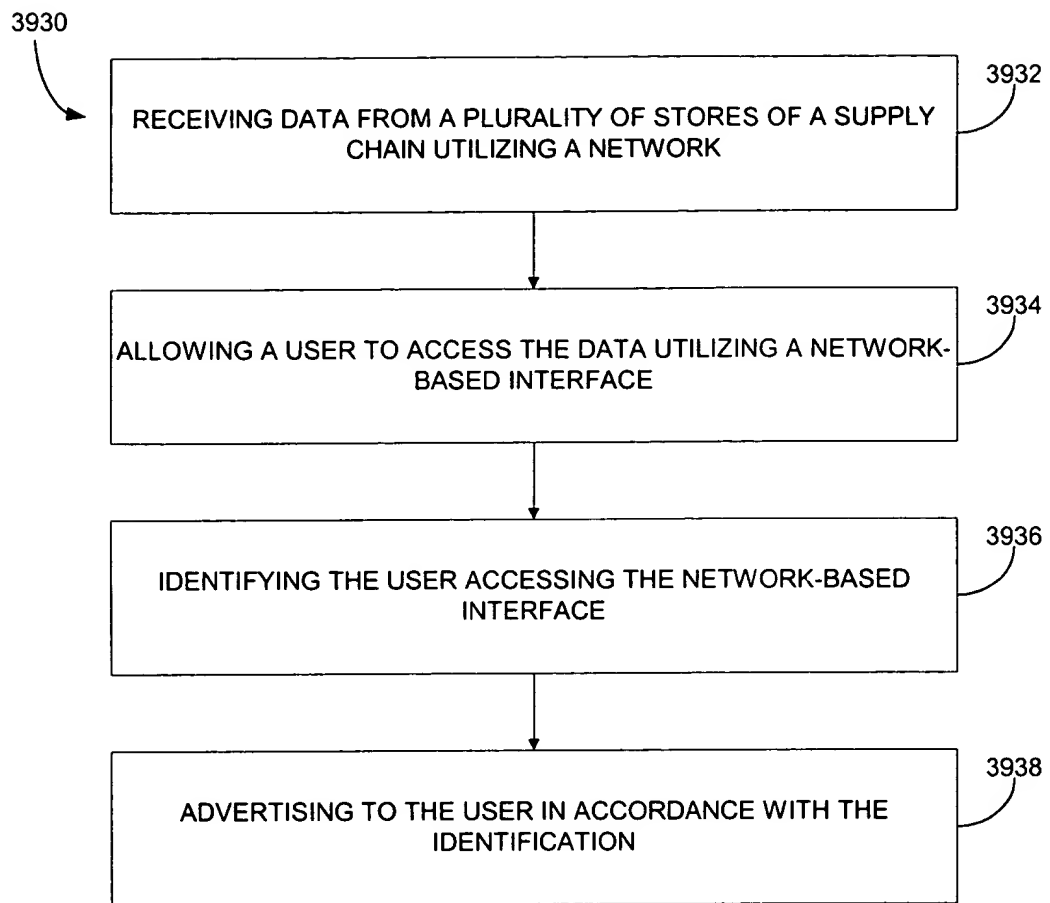 3930
3932
RECEIVING DATA FROM A PLURALITY OF STORES OF A SUPPLY
CHAIN UTILIZING A NETWORK
3934
ALLOWING A USER TO ACCESS THE DATA UTILIZING A NETWORK-
BASED INTERFACE
3936
IDENTIFYING THE USER ACCESSING THE NETWORK-BASED
INTERFACE
3938
ADVERTISING TO THE USER IN ACCORDANCE WITH THE
IDENTIFICATION